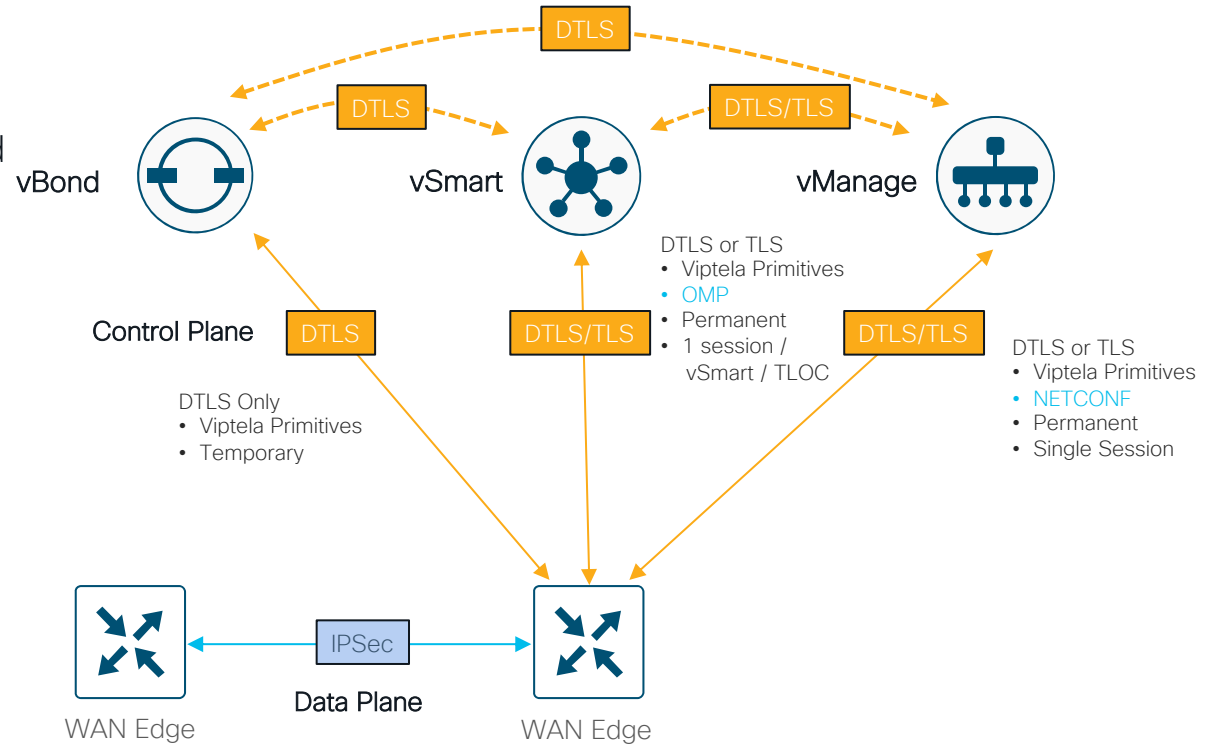 DTLS
DTLS
DTLS/TLS
vBond
vSmart
vManage
DTLS or TLS
• Viptela Primitives
• OMP
• Permanent
• 1 session /
vSmart / TLOC
Control Plane
DTLS
DTLS/TLS
DTLS/TLS
DTLS or TLS
• Viptela Primitives
• NETCONF
• Permanent
• Single Session
DTLS Only
• Viptela Primitives
• Temporary
IPSec
Data Plane
WAN Edge
WAN Edge